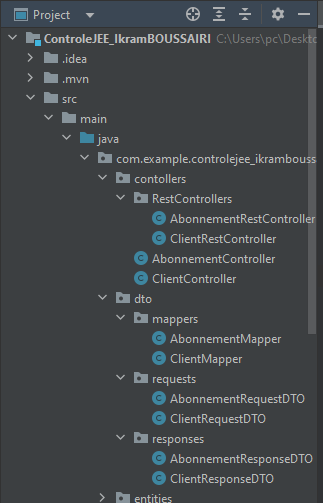 Project
ControleJEE_IkramBOUSSAIRI C:\Users\pc\Deskto
.idea
.mvn
src
main
java
com.example.controlejee_ikrambouss
contollers
RestControllers
AbonnementRestController
ClientRestController
AbonnementController
ClientController
dto
mappers
AbonnementMapper
ClientMapper
requests
AbonnementRequestDTO
ClientRequestDTO
responses
AbonnementResponseDTO
ClientResponseDTO
entities